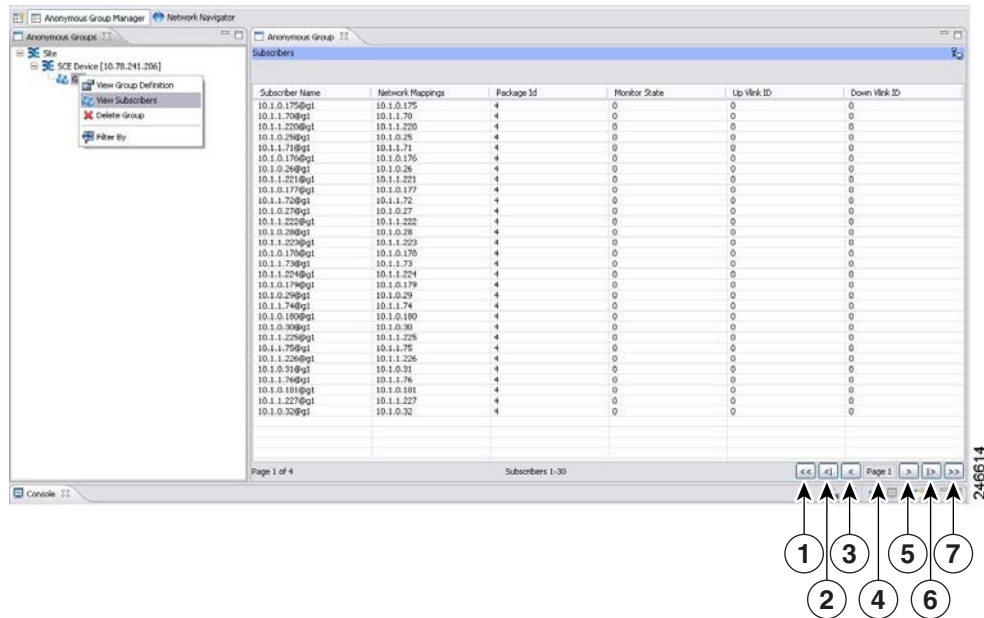 Anonymous Group Manager Network Navigator
Anonymous Groups
Site
SCE Device [10.78.241.206]
G
View Group Definition
View Subscribers
Delete Group
Filter By
Anonymous Group
Subscribers
Subscriber Name Network Mappings Package Id Monitor State Up Vlink ID Down Vlink ID
10.1.0.175@g1 10.1.0.175 4 0 0 0
10.1.1.70@g1 10.1.1.70 4 0 0 0
10.1.1.220@g1 10.1.1.220 4 0 0 0
10.1.0.25@g1 10.1.0.25 4 0 0 0
10.1.1.71@g1 10.1.1.71 4 0 0 0
10.1.0.176@g1 10.1.0.176 4 0 0 0
10.1.0.26@g1 10.1.0.26 4 0 0 0
10.1.1.221@g1 10.1.1.221 4 0 0 0
10.1.0.177@g1 10.1.0.177 4 0 0 0
10.1.1.72@g1 10.1.1.72 4 0 0 0
10.1.0.27@g1 10.1.0.27 4 0 0 0
10.1.1.222@g1 10.1.1.222 4 0 0 0
10.1.0.28@g1 10.1.0.28 4 0 0 0
10.1.1.223@g1 10.1.1.223 4 0 0 0
10.1.0.178@g1 10.1.0.178 4 0 0 0
10.1.1.73@g1 10.1.1.73 4 0 0 0
10.1.1.224@g1 10.1.1.224 4 0 0 0
10.1.0.179@g1 10.1.0.179 4 0 0 0
10.1.0.29@g1 10.1.0.29 4 0 0 0
10.1.1.74@g1 10.1.1.74 4 0 0 0
10.1.0.180@g1 10.1.0.180 4 0 0 0
10.1.0.30@g1 10.1.0.30 4 0 0 0
10.1.1.225@g1 10.1.1.225 4 0 0 0
10.1.1.75@g1 10.1.1.75 4 0 0 0
10.1.1.226@g1 10.1.1.226 4 0 0 0
10.1.0.31@g1 10.1.0.31 4 0 0 0
10.1.1.76@g1 10.1.1.76 4 0 0 0
10.1.0.181@g1 10.1.0.181 4 0 0 0
10.1.1.227@g1 10.1.1.227 4 0 0 0
10.1.0.32@g1 10.1.0.32 4 0 0 0
Page 1 of 4 Subscribers 1-30 << <| < Page 1 > |> >>
Console
246614
1 3 5 7
2 4 6